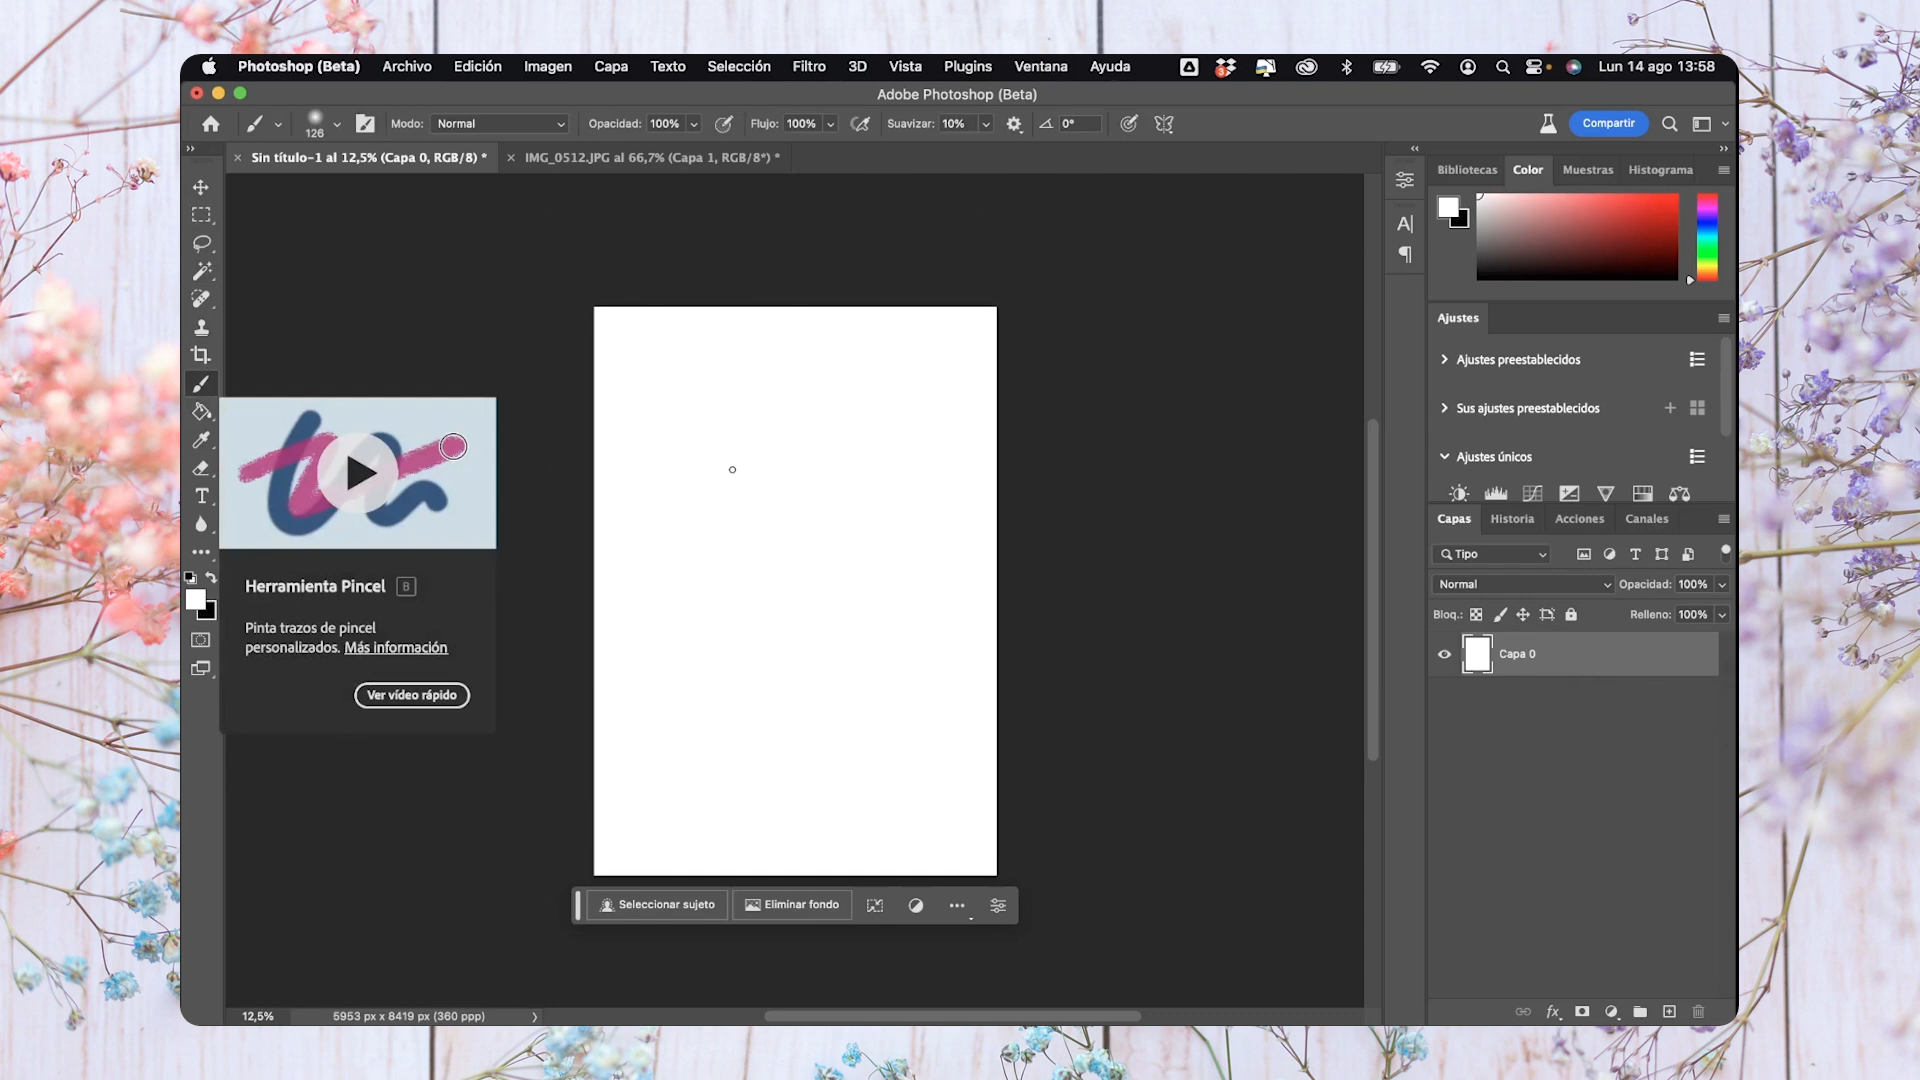 Photoshop (Beta) Archivo Edición Imagen Capa Texto Selección Filtro 3D Vista Plugins Ventana Ayuda 3 Lun 14 ago 13:58
Adobe Photoshop (Beta)
126 Modo: Normal Opacidad: 100% Flujo: 100% Suavizar: 10% 0° Compartir
Sin título-1 al 12,5% (Capa 0, RGB/8) * IMG_0512.JPG al 66,7% (Capa 1, RGB/8*) *
Bibliotecas Color Muestras Histograma
Ajustes
Ajustes preestablecidos
Sus ajustes preestablecidos
Ajustes únicos
Capas Historia Acciones Canales
Tipo
Normal Opacidad: 100%
Bloq.: Relleno: 100%
Capa 0
Herramienta Pincel B
Pinta trazos de pincel
personalizados. Más información
Ver vídeo rápido
Seleccionar sujeto Eliminar fondo
12,5% 5953 px x 8419 px (360 ppp)
fx